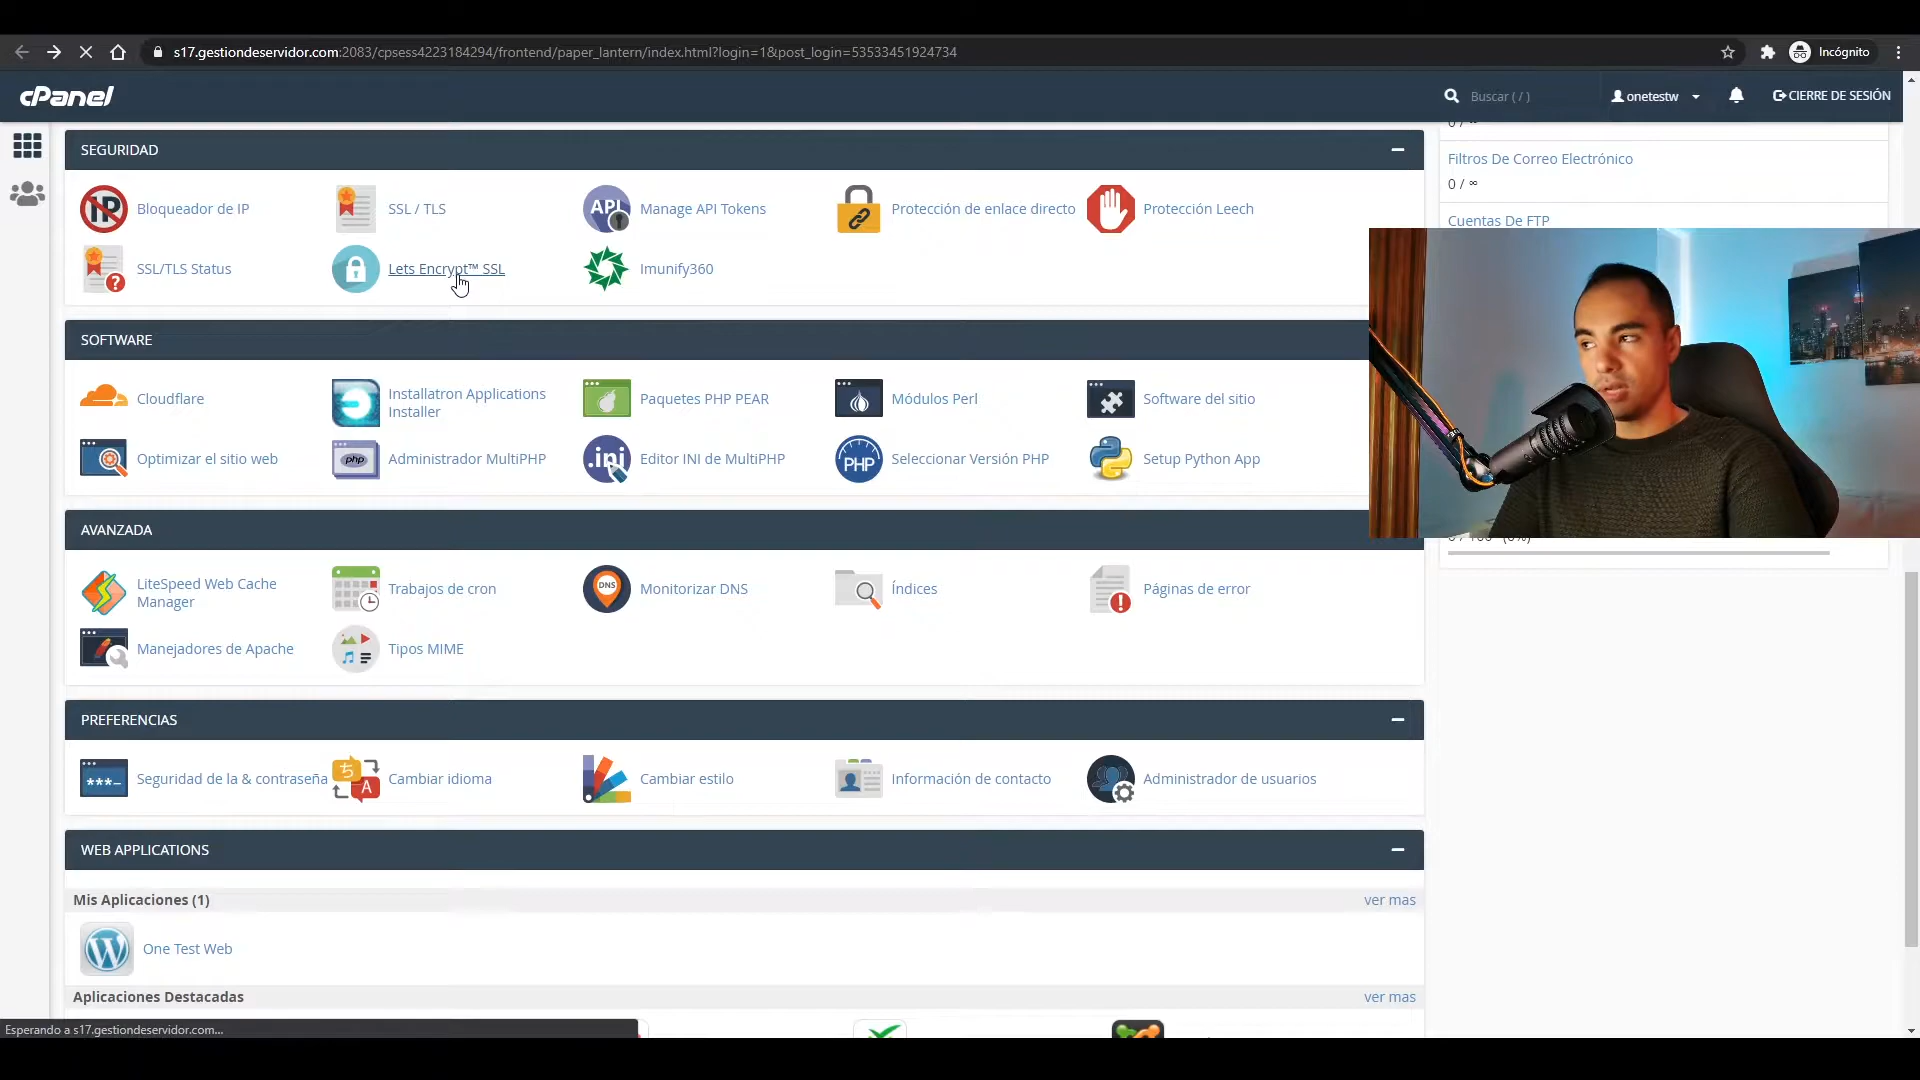 s17.gestiondeservidor.com:2083/cpsess4223184294/frontend/paper_lantern/index.html?login=1&post_login=53533451924734
Incógnito
cPanel
Buscar ( / )
onetestw
CIERRE DE SESIÓN
SEGURIDAD
Bloqueador de IP
SSL / TLS
API
Manage API Tokens
Protección de enlace directo
Protección Leech
SSL/TLS Status
Lets Encrypt™ SSL
Imunify360
0 / ∞
Filtros De Correo Electrónico
0 / ∞
Cuentas De FTP
SOFTWARE
Cloudflare
Installatron Applications
Installer
Paquetes PHP PEAR
Módulos Perl
Software del sitio
Optimizar el sitio web
php
Administrador MultiPHP
.ini
Editor INI de MultiPHP
PHP
Seleccionar Versión PHP
Setup Python App
AVANZADA
LiteSpeed Web Cache
Manager
Trabajos de cron
DNS
Monitorizar DNS
Índices
Páginas de error
Manejadores de Apache
Tipos MIME
PREFERENCIAS
Seguridad de la & contraseña
Cambiar idioma
Cambiar estilo
Información de contacto
Administrador de usuarios
WEB APPLICATIONS
Mis Aplicaciones (1)
ver mas
One Test Web
Aplicaciones Destacadas
ver mas
Esperando a s17.gestiondeservidor.com...